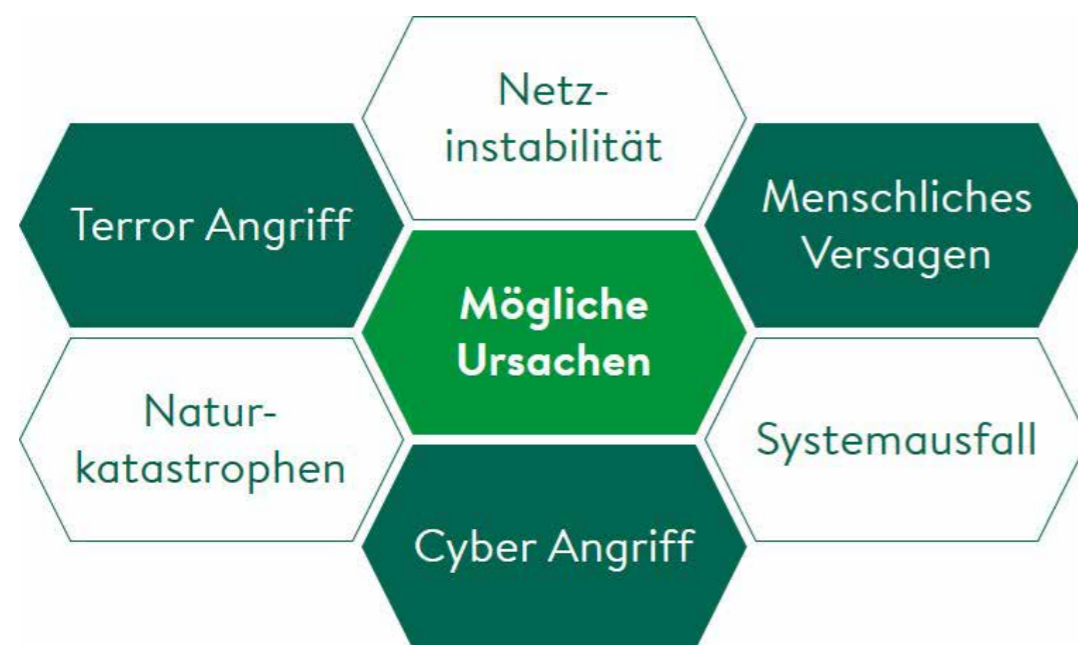 Netz-
instabilität
Terror Angriff
Menschliches
Versagen
Mögliche
Ursachen
Natur-
katastrophen
Systemausfall
Cyber Angriff